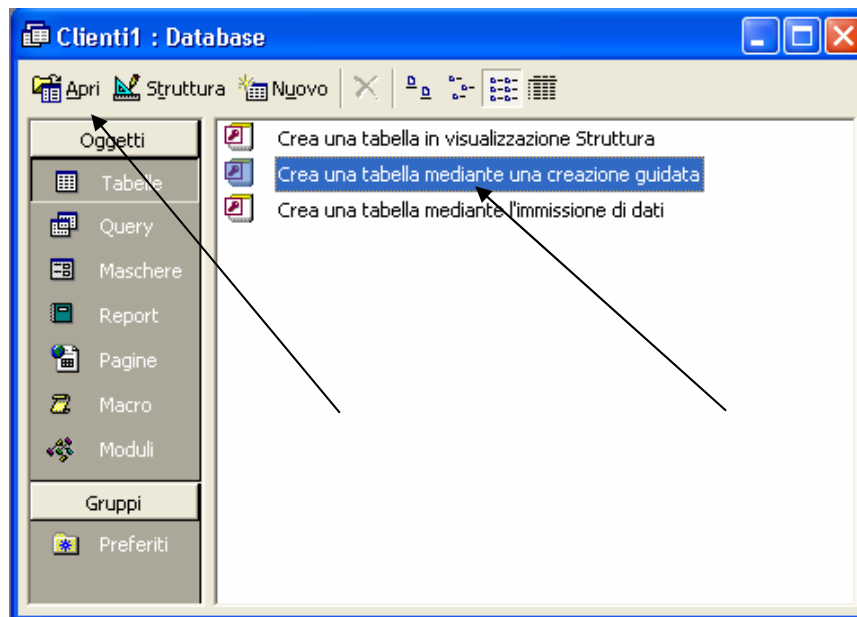 Clienti1 : Database
Apri Struttura Nuovo
Oggetti
Tabelle
Query
Maschere
Report
Pagine
Macro
Moduli
Gruppi
Preferiti
Crea una tabella in visualizzazione Struttura
Crea una tabella mediante una creazione guidata
Crea una tabella mediante l'immissione di dati